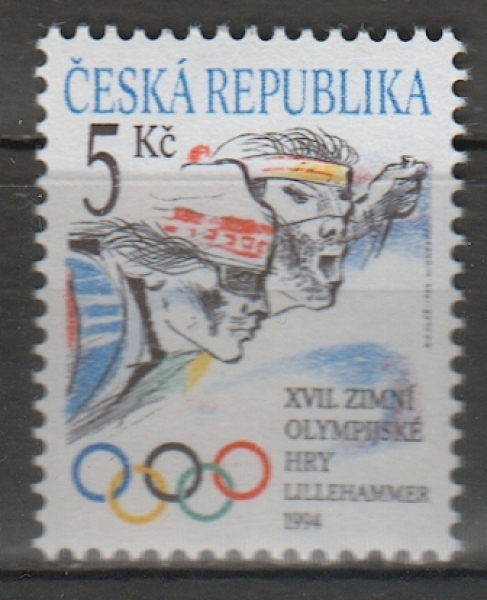 ČESKÁ REPUBLIKA
5 Kč
XVII. ZIMNÍ
OLYMPIJSKÉ
HRY
LILLEHAMMER
1994